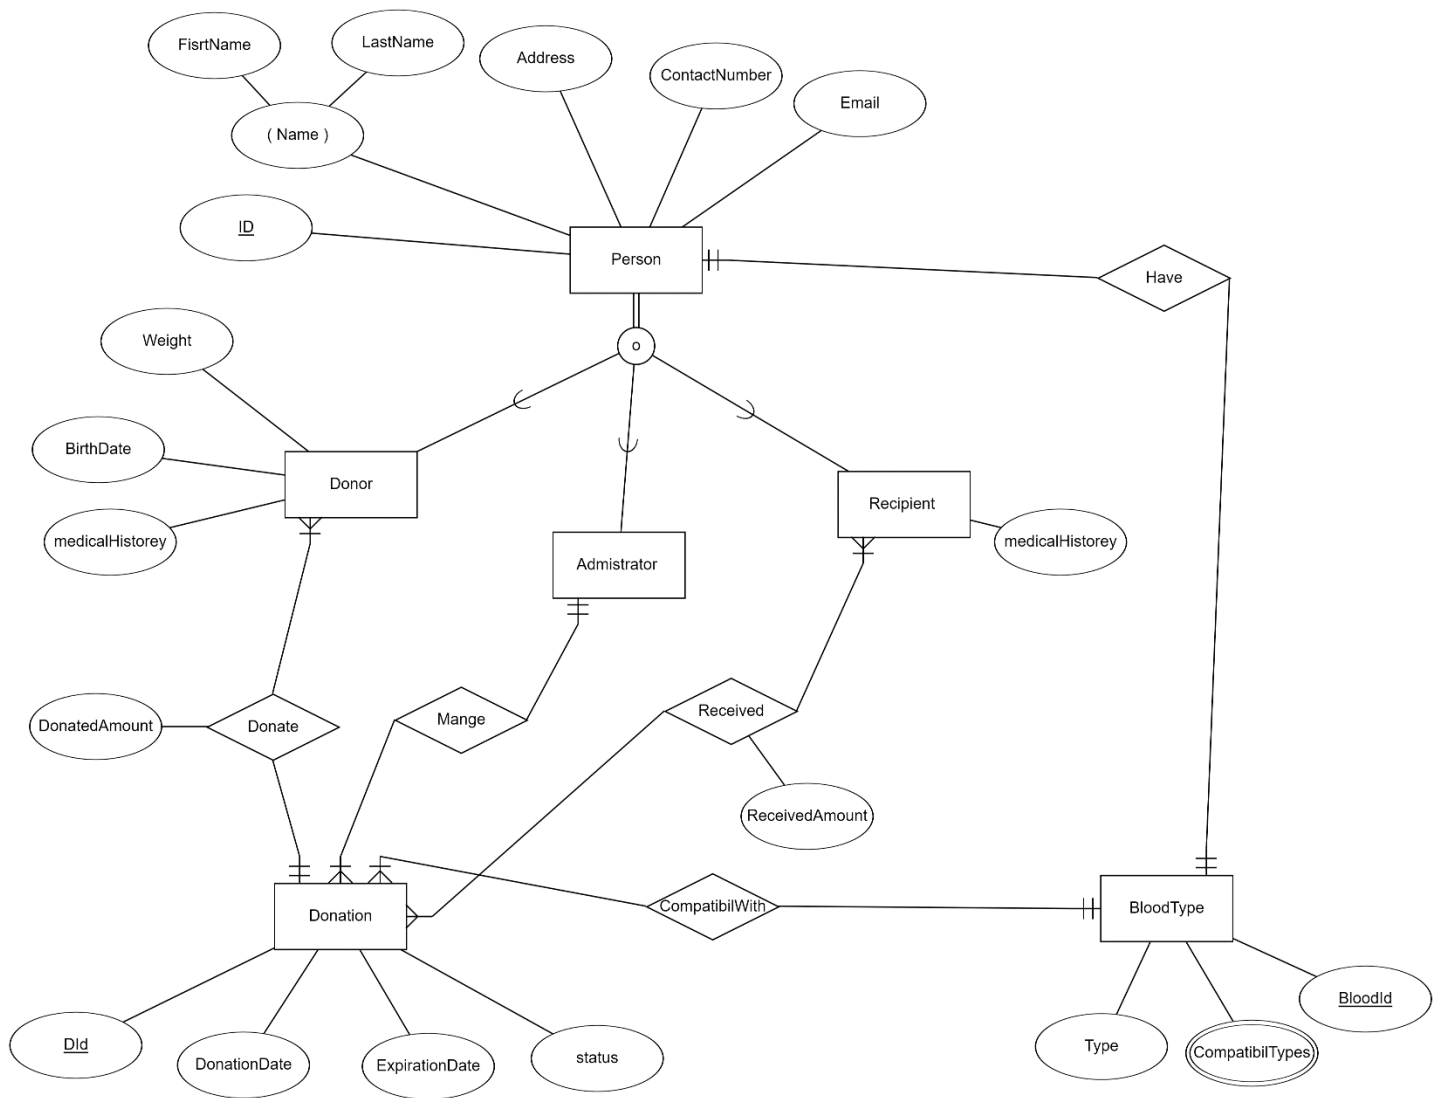 FisrtName
LastName
Address
ContactNumber
Email
( Name )
ID
Person
Have
Weight
o
BirthDate
Donor
Recipient
medicalHistorey
medicalHistorey
Admistrator
DonatedAmount
Donate
Mange
Received
ReceivedAmount
Donation
CompatibilWith
BloodType
DId
DonationDate
ExpirationDate
status
Type
CompatibilTypes
BloodId